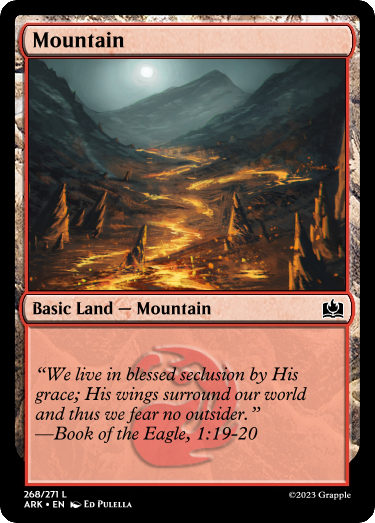 Mountain
Basic Land — Mountain
“We live in blessed seclusion by His
grace; His wings surround our world
and thus we fear no outsider.”
—Book of the Eagle, 1:19-20
268/271 L
ARK • EN Ed Pulella
©2023 Grapple